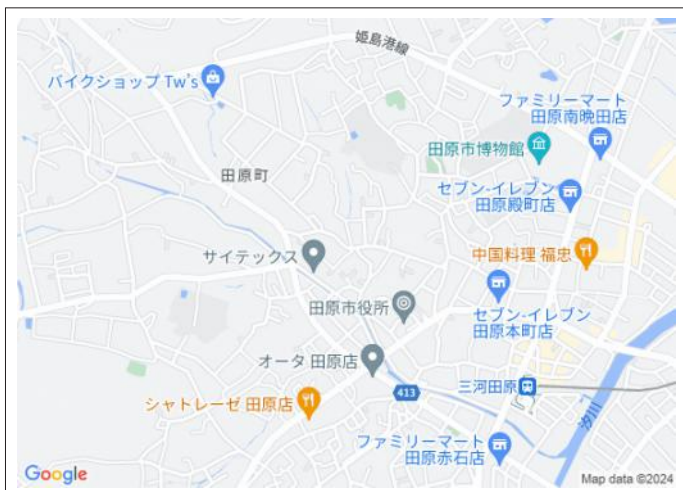 姫島港線
バイクショップ Tw's
ファミリーマート
田原南晩田店
田原市博物館
田原町
セブン-イレブン
田原殿町店
サイテックス
中国料理 福忠
田原市役所
セブン-イレブン
田原本町店
オータ 田原店
三河田原
413
シャトレーゼ 田原店
汐川
ファミリーマート
田原赤石店
Google
Map data ©2024